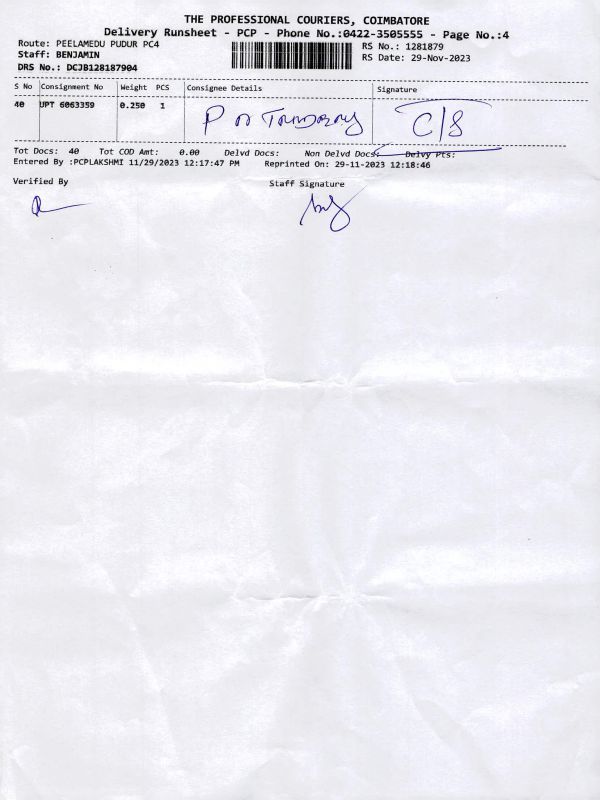 THE PROFESSIONAL COURIERS, COIMBATORE
Delivery Runsheet - PCP - Phone No.:0422-3505555 - Page No.:4
Route: PEELAMEDU PUDUR PC4
RS No.: 1281879
Staff: BENJAMIN
RS Date: 29-Nov-2023
DRS No.: DCJB128187904
S No Consignment No Weight PCS Consignee Details Signature
40 UPT 6063359 0.250 1 C/S
Tot Docs: 40 Tot COD Amt: 0.00 Delvd Docs: Non Delvd Docs: Delvy Pts:
Entered By :PCPLAKSHMI 11/29/2023 12:17:47 PM Reprinted On: 29-11-2023 12:18:46
Verified By Staff Signature